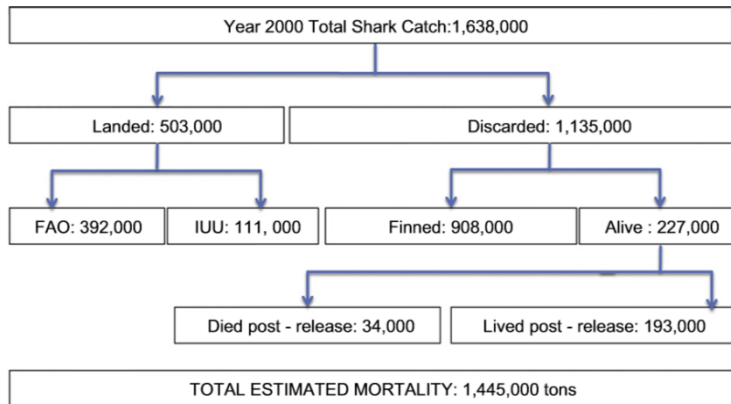 Year 2000 Total Shark Catch:1,638,000
Landed: 503,000
Discarded: 1,135,000
FAO: 392,000
IUU: 111, 000
Finned: 908,000
Alive : 227,000
Died post - release: 34,000
Lived post - release: 193,000
TOTAL ESTIMATED MORTALITY: 1,445,000 tons